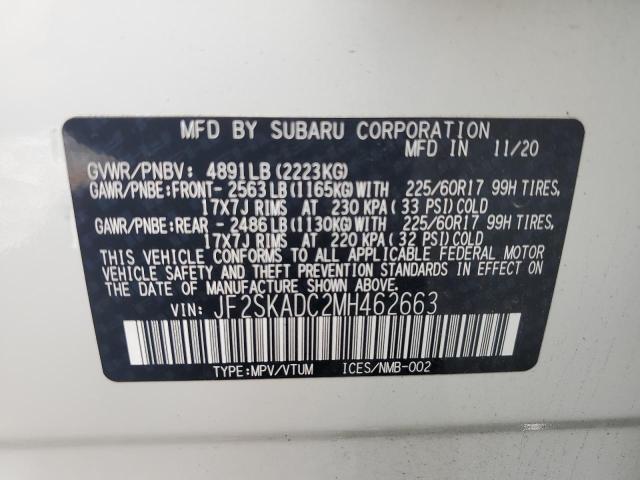 MFD BY SUBARU CORPORATION
MFD IN 11/20
GVWR/PNBV: 4891LB (2223KG)
GAWR/PNBE:FRONT- 2563LB(1165KG)WITH 225/60R17 99H TIRES,
17X7J RIMS AT 230 KPA (33 PSI)COLD
GAWR/PNBE:REAR - 2486LB(1130KG)WITH 225/60R17 99H TIRES,
17X7J RIMS AT 220 KPA(32 PSI)COLD
THIS VEHICLE CONFORMS TO ALL APPLICABLE FEDERAL MOTOR
VEHICLE SAFETY AND THEFT PREVENTION STANDARDS IN EFFECT
ON THE DATE OF MANUFACTURE SHOWN ABOVE.
VIN: JF2SKADC2MH462663
TYPE:MPV/VTUM ICES/NMB-002